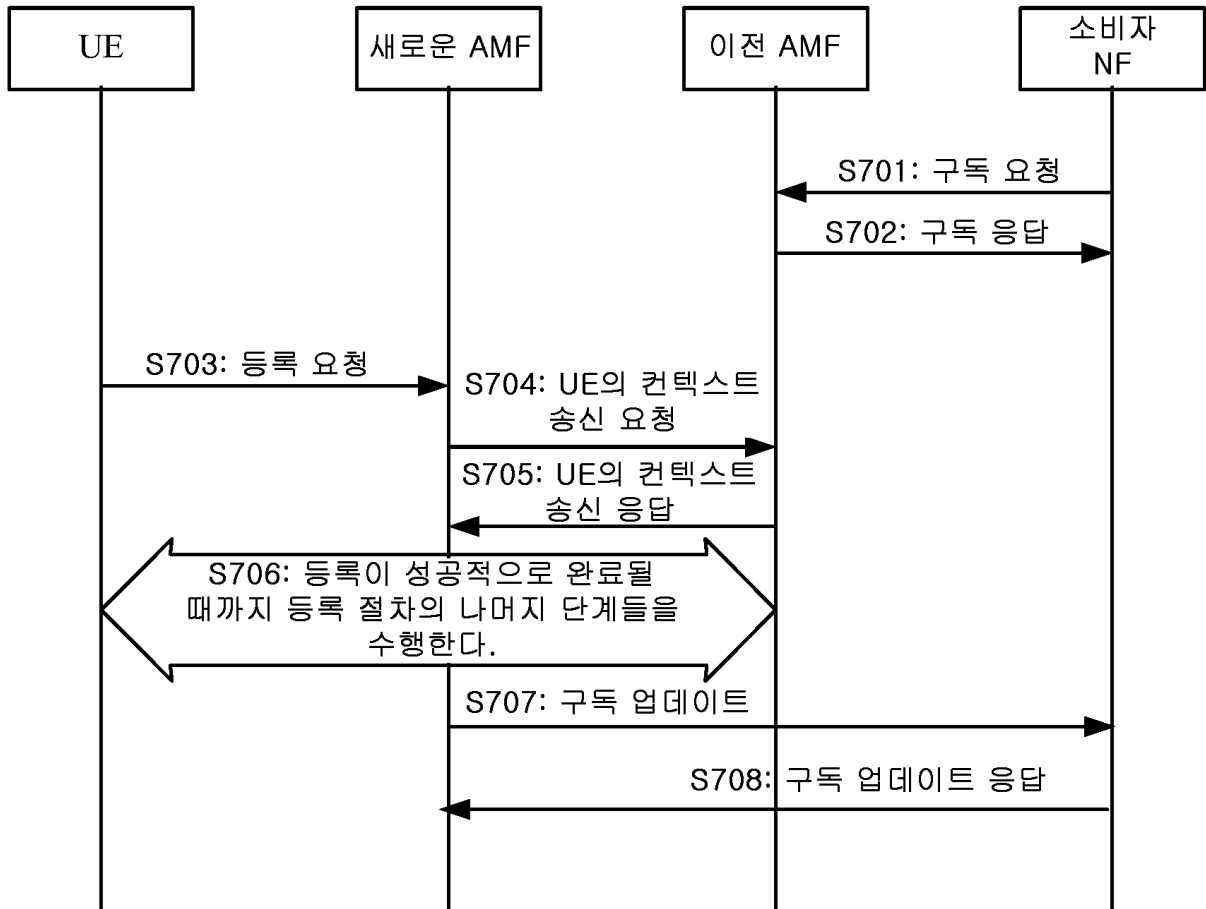 UE
새로운 AMF
이전 AMF
소비자
NF
S701: 구독 요청
S702: 구독 응답
S703: 등록 요청
S704: UE의 컨텍스트
송신 요청
S705: UE의 컨텍스트
송신 응답
S706: 등록이 성공적으로 완료될
때까지 등록 절차의 나머지 단계들을
수행한다.
S707: 구독 업데이트
S708: 구독 업데이트 응답